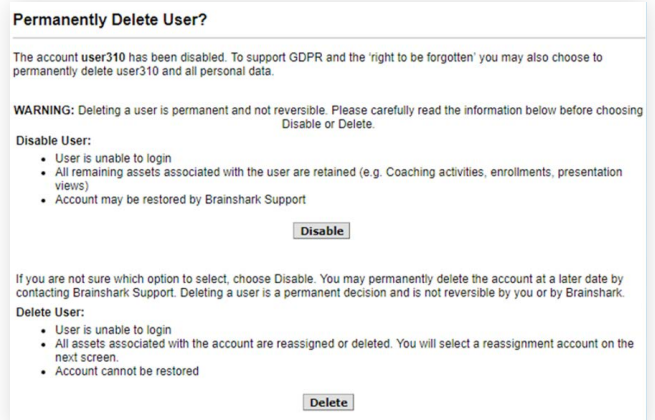 Permanently Delete User?
The account user310 has been disabled. To support GDPR and the 'right to be forgotten' you may also choose to
permanently delete user310 and all personal data.
WARNING: Deleting a user is permanent and not reversible. Please carefully read the information below before choosing
Disable or Delete.
Disable User:
• User is unable to login
• All remaining assets associated with the user are retained (e.g. Coaching activities, enrollments, presentation
views)
• Account may be restored by Brainshark Support
Disable
If you are not sure which option to select, choose Disable. You may permanently delete the account at a later date by
contacting Brainshark Support. Deleting a user is a permanent decision and is not reversible by you or by Brainshark.
Delete User:
• User is unable to login
• All assets associated with the account are reassigned or deleted. You will select a reassignment account on the
next screen.
• Account cannot be restored
Delete